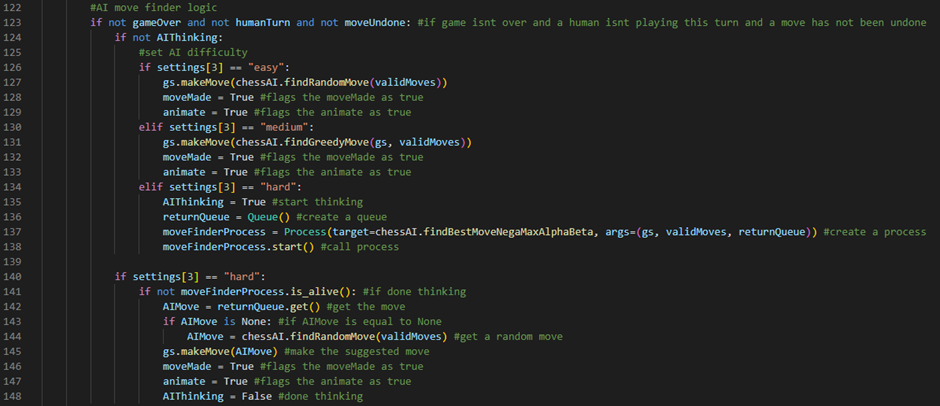 122 #AI move finder logic
123 if not gameOver and not humanTurn and not moveUndone: #if game isnt over and a human isnt playing this turn and a move has not been undone
124 if not AIThinking:
125 #set AI difficulty
126 if settings[3] == "easy":
127 gs.makeMove(chessAI.findRandomMove(validMoves))
128 moveMade = True #flags the moveMade as true
129 animate = True #flags the animate as true
130 elif settings[3] == "medium":
131 gs.makeMove(chessAI.findGreedyMove(gs, validMoves))
132 moveMade = True #flags the moveMade as true
133 animate = True #flags the animate as true
134 elif settings[3] == "hard":
135 AIThinking = True #start thinking
136 returnQueue = Queue() #create a queue
137 moveFinderProcess = Process(target=chessAI.findBestMoveNegaMaxAlphaBeta, args=(gs, validMoves, returnQueue)) #create a process
138 moveFinderProcess.start() #call process
139
140 if settings[3] == "hard":
141 if not moveFinderProcess.is_alive(): #if done thinking
142 AIMove = returnQueue.get() #get the move
143 if AIMove is None: #if AIMove is equal to None
144 AIMove = chessAI.findRandomMove(validMoves) #get a random move
145 gs.makeMove(AIMove) #make the suggested move
146 moveMade = True #flags the moveMade as true
147 animate = True #flags the animate as true
148 AIThinking = False #done thinking